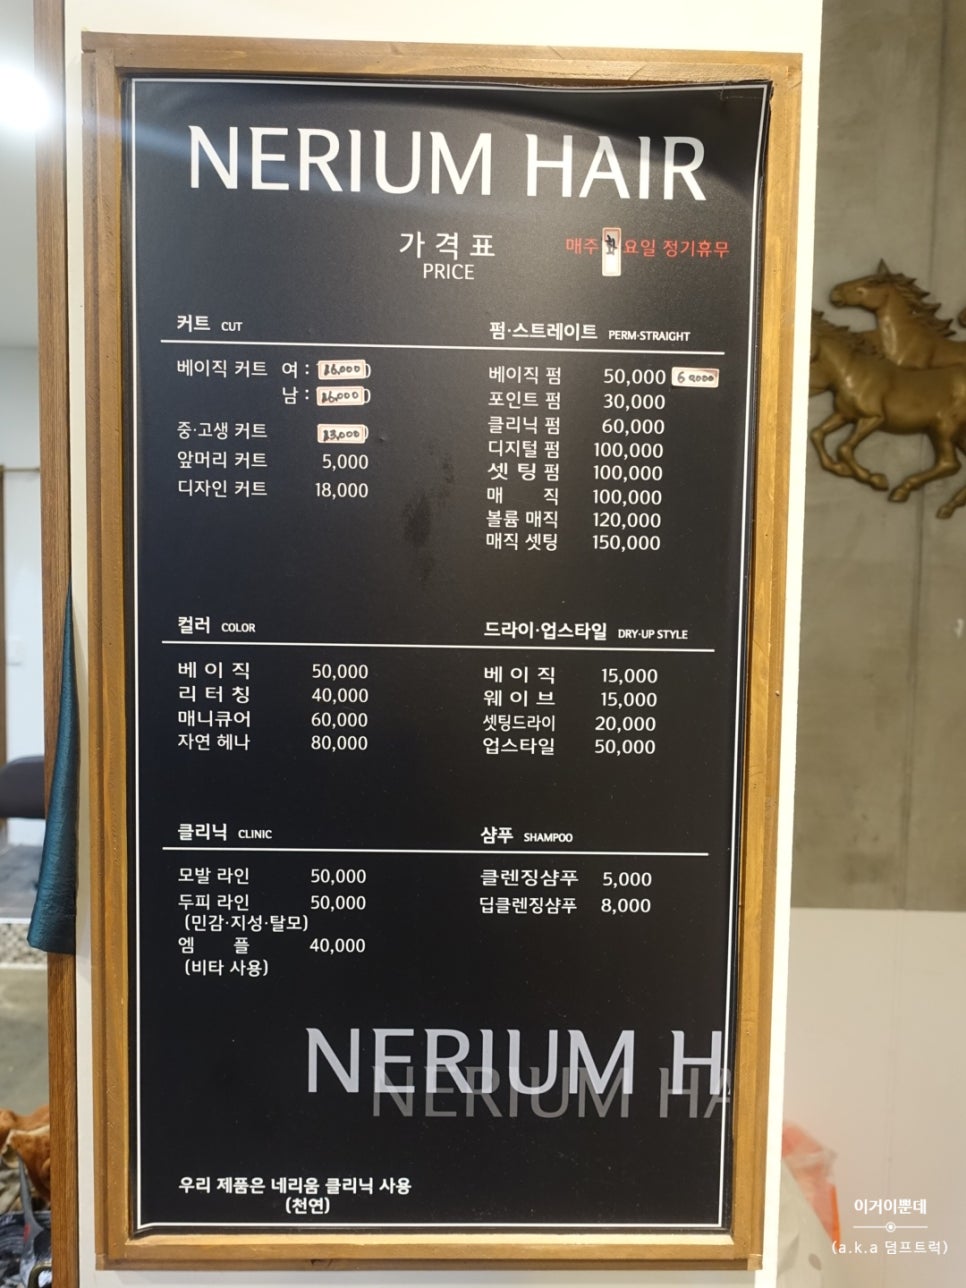 NERIUM HAIR
가격표
PRICE
매주 요일 정기휴무
커트 CUT
베이직 커트 여 : 16,000
남 : 16,000
중·고생 커트 13,000
앞머리 커트 5,000
디자인 커트 18,000
펌·스트레이트 PERM·STRAIGHT
베이직 펌 50,000 60000
포인트 펌 30,000
클리닉 펌 60,000
디지털 펌 100,000
셋팅 펌 100,000
매 직 100,000
볼륨 매직 120,000
매직 셋팅 150,000
컬러 COLOR
베이직 50,000
리터칭 40,000
매니큐어 60,000
자연 헤나 80,000
드라이·업스타일 DRY·UP STYLE
베이직 15,000
웨이브 15,000
셋팅드라이 20,000
업스타일 50,000
클리닉 CLINIC
모발 라인 50,000
두피 라인 50,000
(민감·지성·탈모)
엠 플 40,000
(비타 사용)
샴푸 SHAMPOO
클렌징샴푸 5,000
딥클렌징샴푸 8,000
NERIUM H
NERIUM HA
우리 제품은 네리움 클리닉 사용
(천연)
이거이뿐데
(a.k.a 덤프트럭)